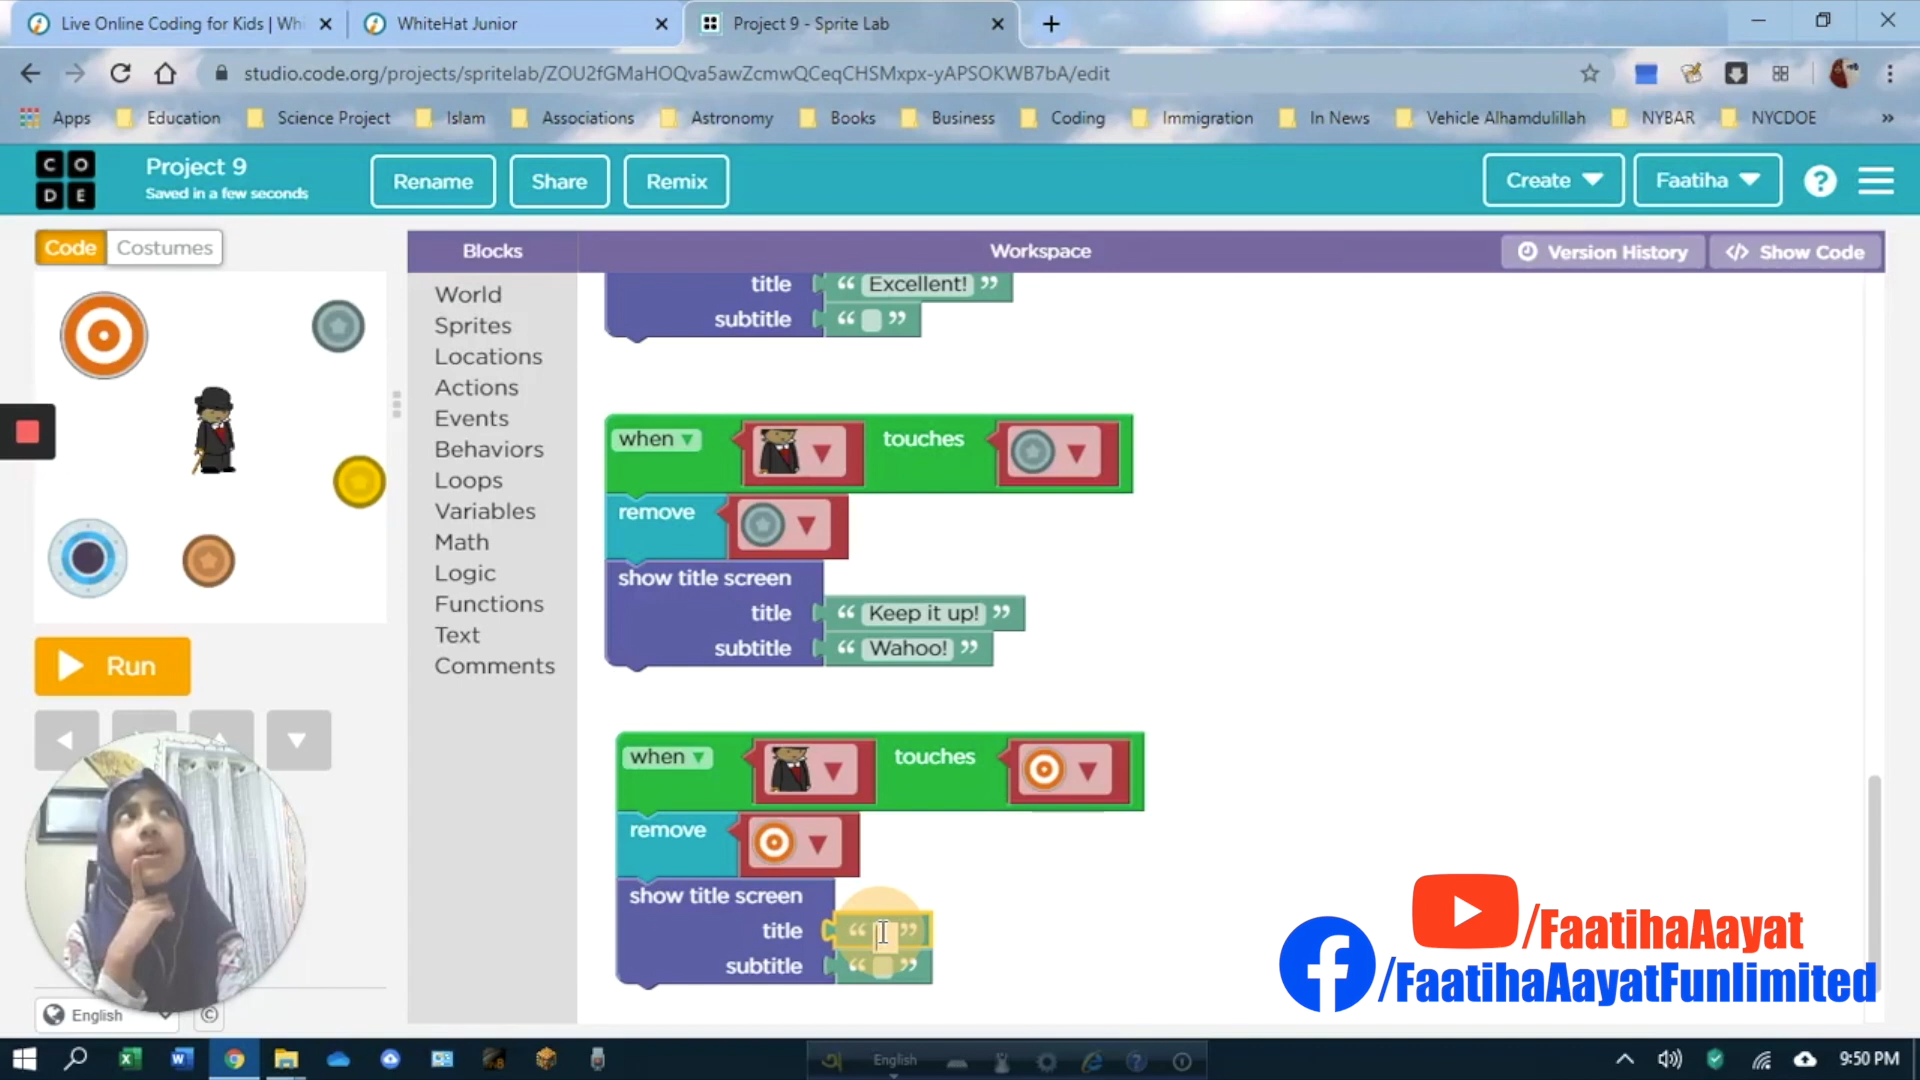 Live Online Coding for Kids | Whi
WhiteHat Junior
Project 9 - Sprite Lab
studio.code.org/projects/spritelab/ZOU2fGMaHOQva5awZcmwQCeqCHSMxpx-yAPSOKWB7bA/edit
Apps
Education
Science Project
Islam
Associations
Astronomy
Books
Business
Coding
Immigration
In News
Vehicle Alhamdulillah
NYBAR
NYCDOE
»
C O
D E
Project 9
Saved in a few seconds
Rename
Share
Remix
Create
Faatiha
?
Code
Costumes
Blocks
Workspace
Version History
</> Show Code
World
Sprites
Locations
Actions
Events
Behaviors
Loops
Variables
Math
Logic
Functions
Text
Comments
title “ Excellent! ”
subtitle “ ”
when touches
remove
show title screen
title “ Keep it up! ”
subtitle “ Wahoo! ”
when touches
remove
show title screen
title “ ”
subtitle “ ”
Run
English
©
/FaatihaAayat
/FaatihaAayatFunlimited
English
9:50 PM